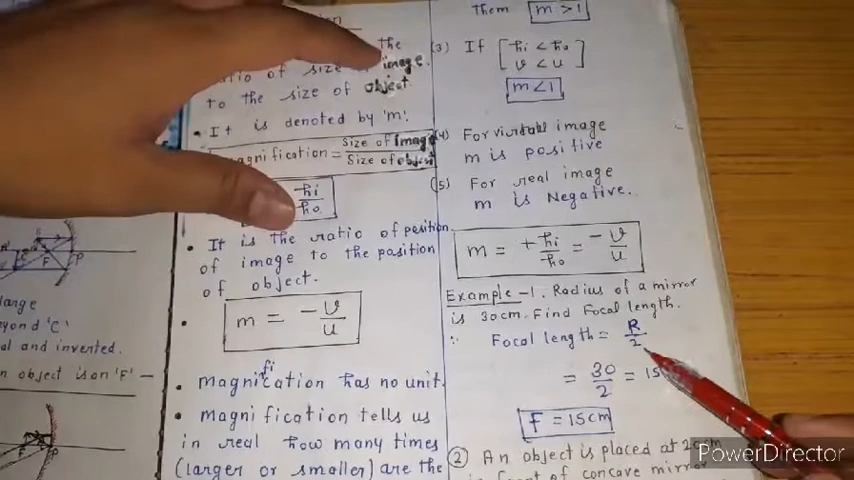 the
ratio of size of image.
to the size of object.
• It is denoted by 'm'.
magnification = Size of image / Size of object
hi / ho
• It is the ratio of position
of image to the position
of object.
• m = -v / u
• magnification has no unit.
• magnification tells us
in real how many times
(larger or smaller) are the
large
beyond 'C'
al and inverted.
n object is on 'F' —
Them m > 1
(3) If [ hi < ho
v < u ]
m < 1
(4) For virtual image
m is positive
(5) For real image
m is Negative.
m = + hi / ho = - v / u
Example - 1. Radius of a mirror
is 30cm. Find Focal length.
∵ Focal length = R / 2
= 30 / 2 = 15
F = 15cm
(2) An object is placed at 20cm
front of concave mirror
PowerDirector